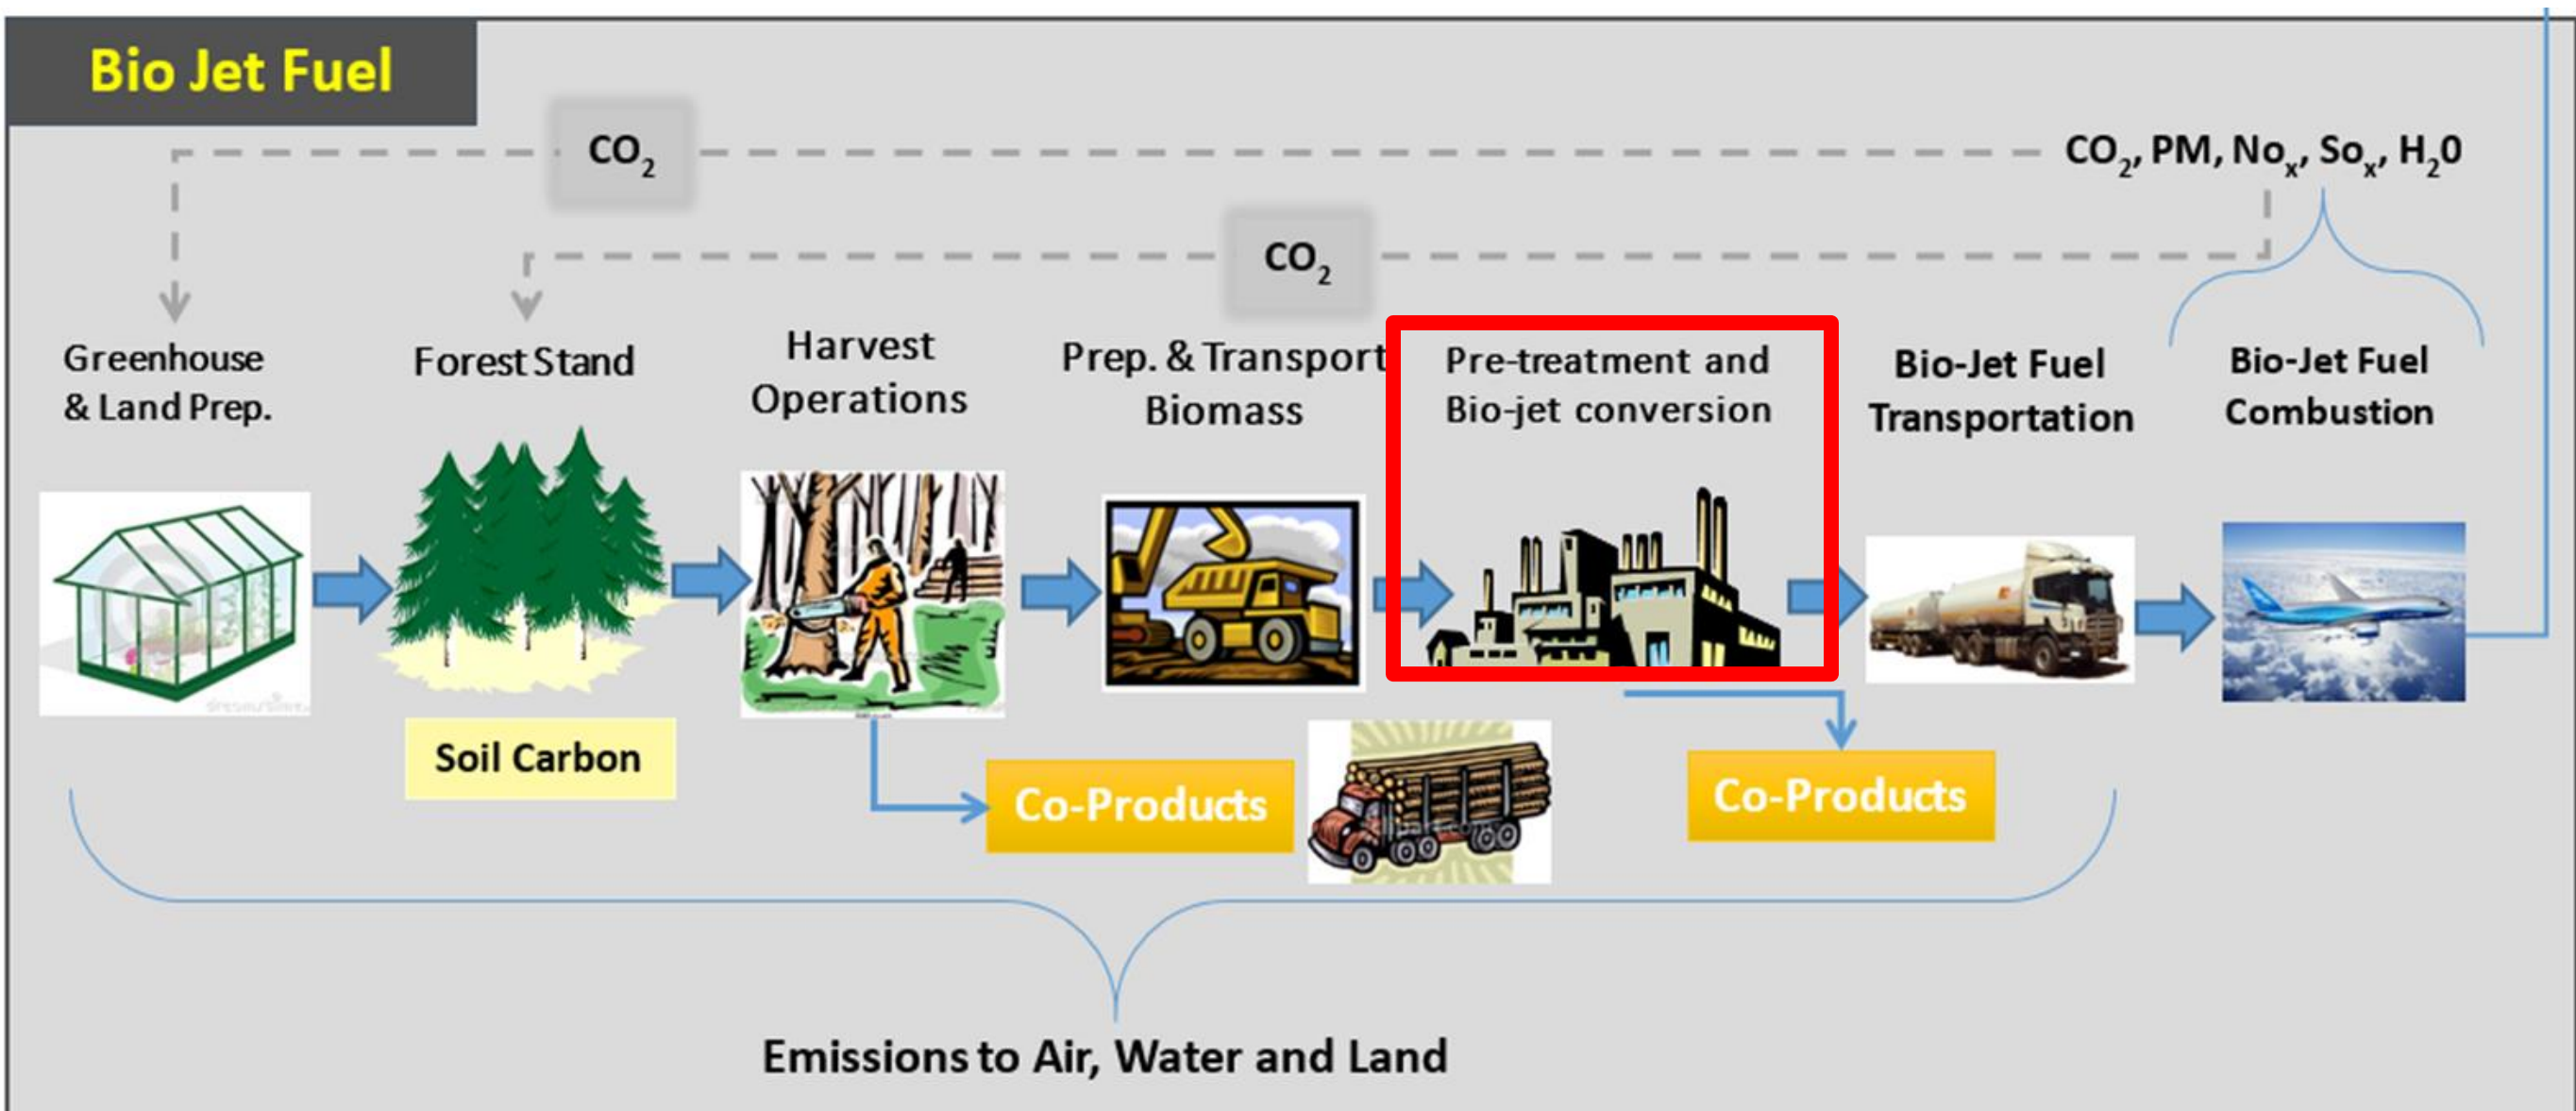 Bio Jet Fuel
CO₂
CO₂, PM, Noₓ, Soₓ, H₂0
CO₂
Greenhouse
& Land Prep.
Forest Stand
Harvest
Operations
Prep. & Transport
Biomass
Pre-treatment and
Bio-jet conversion
Bio-Jet Fuel
Transportation
Bio-Jet Fuel
Combustion
Soil Carbon
Co-Products
Co-Products
Emissions to Air, Water and Land